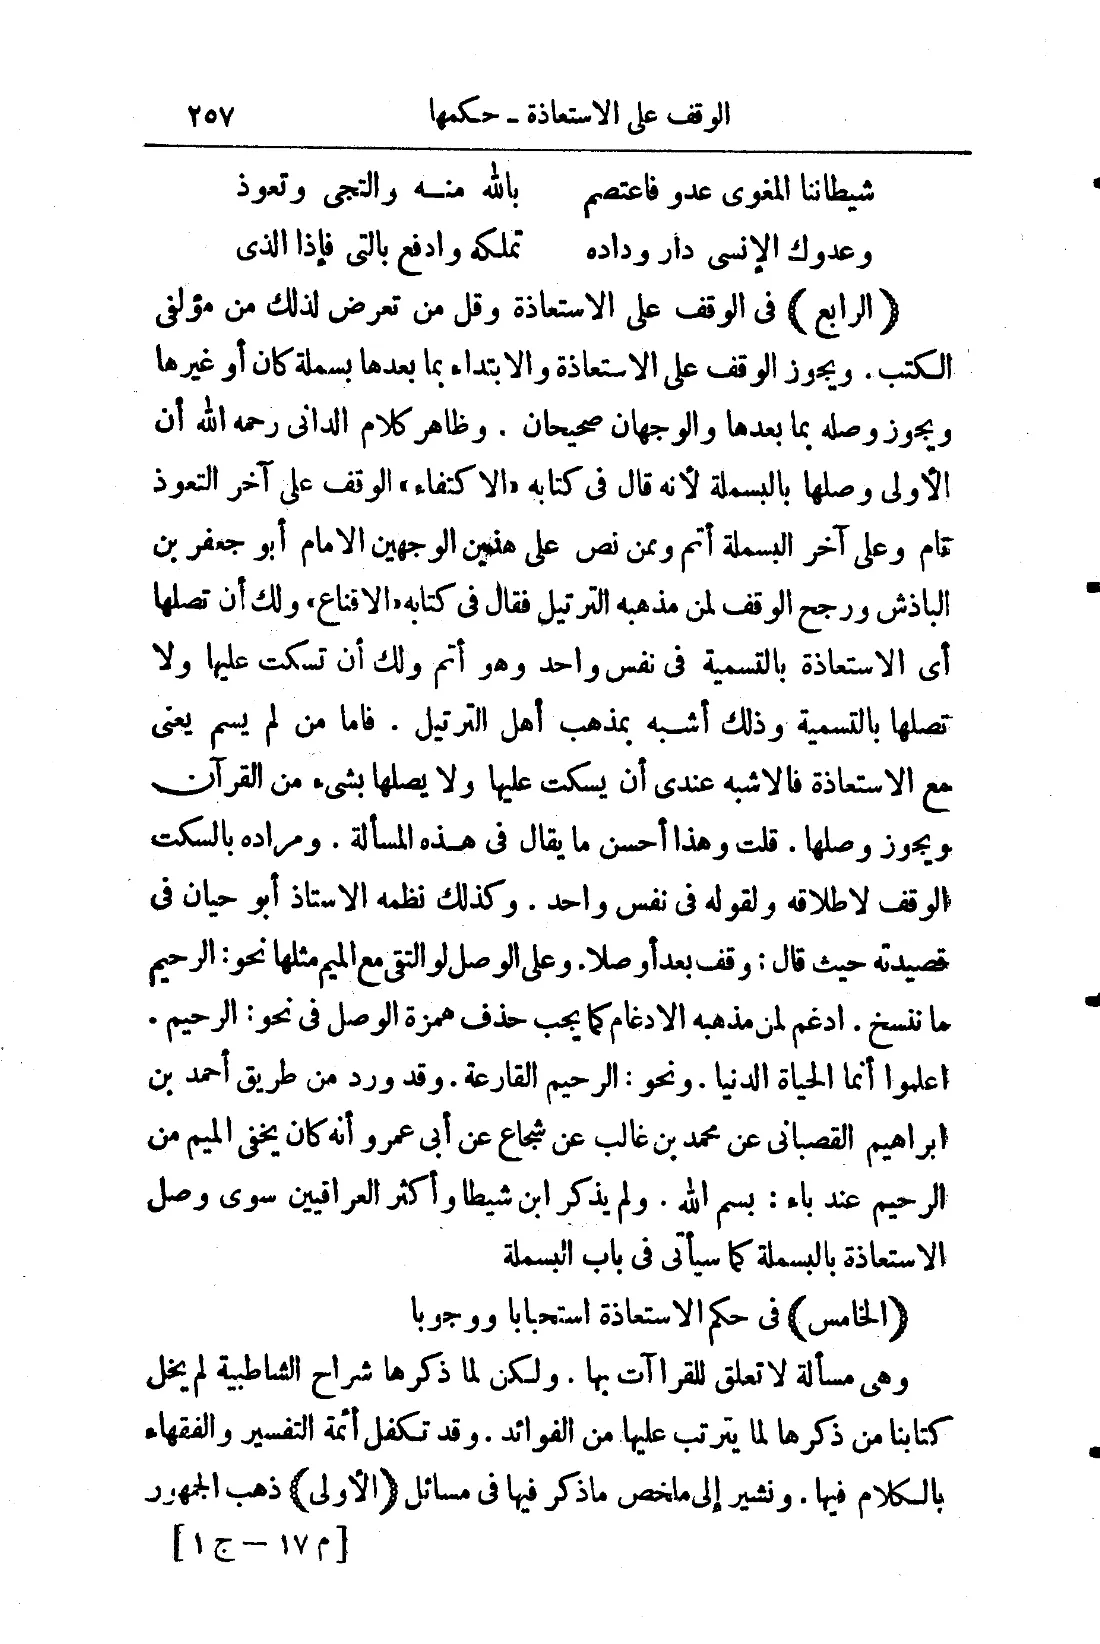 الوقف على الاستعاذة - حكمها ٢٥٧
شيطاننا المغوى عدو فاعتصم بالله منه والتجى وتعوذ
وعدوك الإنسى دار وداده تملكه وادفع بالتى فإذا الذى
(الرابع) فى الوقف على الاستعاذة وقل من تعرض لذلك من مؤلفى
الكتب . ويجوز الوقف على الاستعاذة والابتداء بما بعدها بسملة كان أو غيرها
ويجوز وصله بما بعدها والوجهان صحيحان . وظاهر كلام الدانى رحمه الله أن
الأولى وصلها بالبسملة لأنه قال فى كتابه «الاكتفاء» الوقف على آخر التعوذ
تام وعلى آخر البسملة أتم وممن نص على هذين الوجهين الامام أبو جعفر بن
الباذش ورجح الوقف لمن مذهبه الترتيل فقال فى كتابه «الاقناع» ولك أن تصلها
أى الاستعاذة بالتسمية فى نفس واحد وهو أتم ولك أن تسكت عليها ولا
تصلها بالتسمية وذلك أشبه بمذهب أهل الترتيل . فاما من لم يسم يعنى
مع الاستعاذة فالاشبه عندى أن يسكت عليها ولا يصلها بشىء من القرآن
ويجوز وصلها . قلت وهذا أحسن ما يقال فى هذه المسألة . ومراده بالسكت
الوقف لاطلاقه ولقوله فى نفس واحد . وكذلك نظمه الاستاذ أبو حيان فى
قصيدته حيث قال : وقف بعد أو صلا . وعلى الوصل لو التقى مع الميم مثلها نحو : الرحيم
ما ننسخ . ادغم لمن مذهبه الادغام كما يجب حذف همزة الوصل فى نحو : الرحيم .
اعلموا أنما الحياة الدنيا . ونحو : الرحيم القارعة . وقد ورد من طريق أحمد بن
ابراهيم القصبانى عن محمد بن غالب عن شجاع عن أبى عمرو أنه كان يخفى الميم من
الرحيم عند باء : بسم الله . ولم يذكر ابن شيطا وأكثر العراقيين سوى وصل
الاستعاذة بالبسملة كما سيأتى فى باب البسملة
(الخامس) فى حكم الاستعاذة استحبابا ووجوبا
وهى مسألة لا تعلق للقراآت بها . ولكن لما ذكرها شراح الشاطبية لم يخل
كتابنا من ذكرها لما يترتب عليها من الفوائد . وقد تكفل أئمة التفسير والفقهاء
بالكلام فيها . ونشير إلى ملخص ما ذكر فيها فى مسائل (الأولى) ذهب الجمهور
[م ١٧ – ج ١]